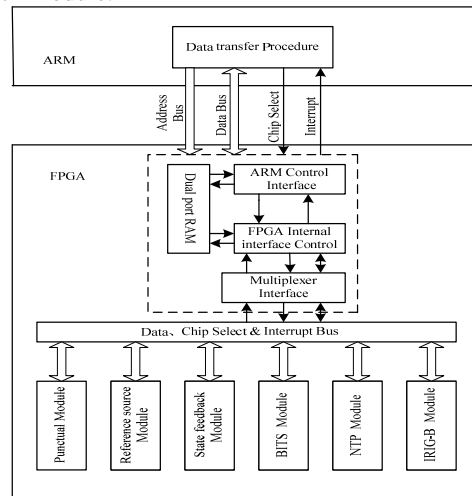 Data transfer Procedure
ARM
Address
Bus
Data Bus
Chip Select
Interrupt
FPGA
Dual port RAM
ARM Control
Interface
FPGA Internal
interface Control
Multiplexer
Interface
Data、Chip Select & Interrupt Bus
Punctual Module
Reference source
Module
State feedback
Module
BITS Module
NTP Module
IRIG-B Module